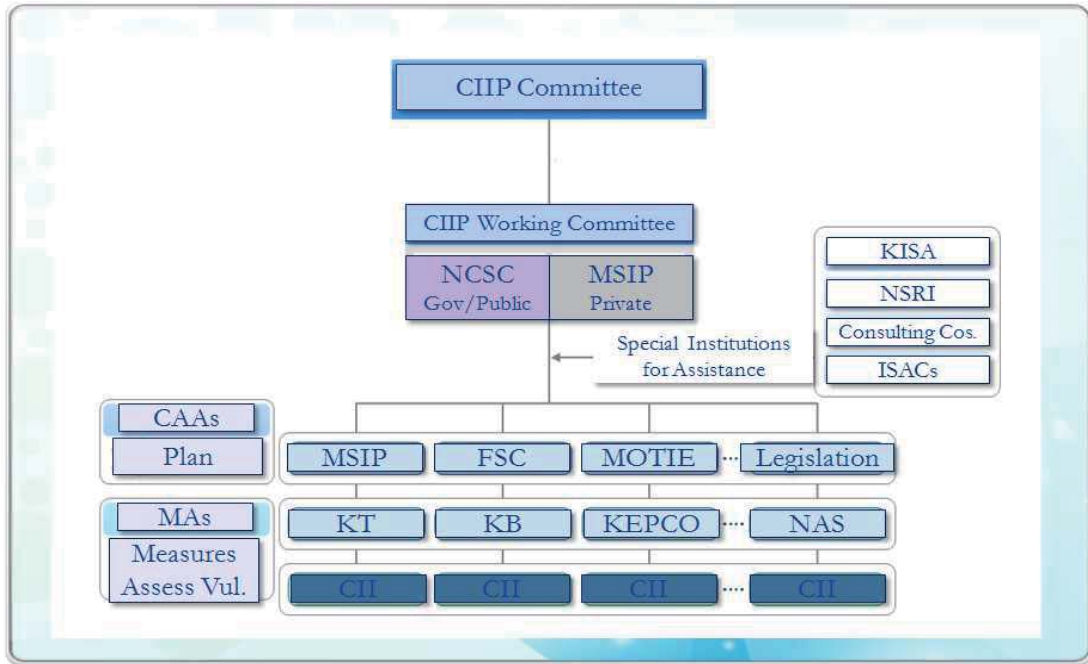 CIIP Committee
CIIP Working Committee
NCSC
Gov/Public
MSIP
Private
KISA
NSRI
Consulting Cos.
ISACs
Special Institutions
for Assistance
CAAs
Plan
MSIP FSC MOTIE ... Legislation
MAs
Measures
Assess Vul.
KT KB KEPCO .... NAS
CII CII CII .... CII